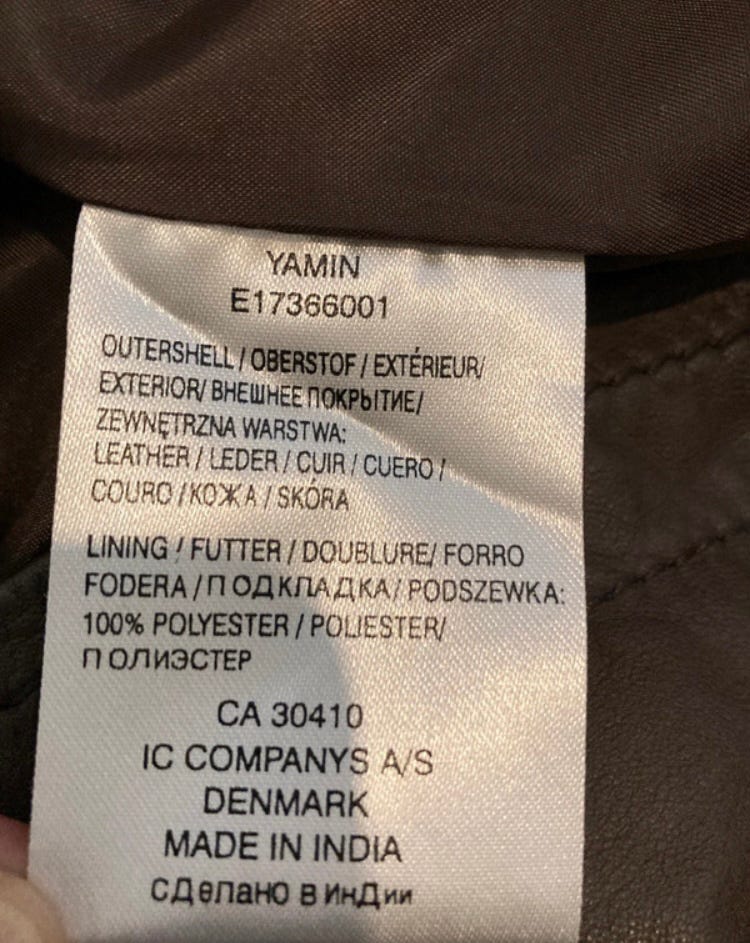 YAMIN
E17366001
OUTERSHELL / OBERSTOF / EXTÉRIEUR/
EXTERIOR/ ВНЕШНЕЕ ПОКРЫТИЕ/
ZEWNĘTRZNA WARSTWA:
LEATHER / LEDER / CUIR / CUERO /
COURO / КОЖА / SKÓRA
LINING / FUTTER / DOUBLURE/ FORRO
FODERA / ПОДКЛАДКА / PODSZEWKA:
100% POLYESTER / POLIESTER/
ПОЛИЭСТЕР
CA 30410
IC COMPANYS A/S
DENMARK
MADE IN INDIA
сДелано в инДии